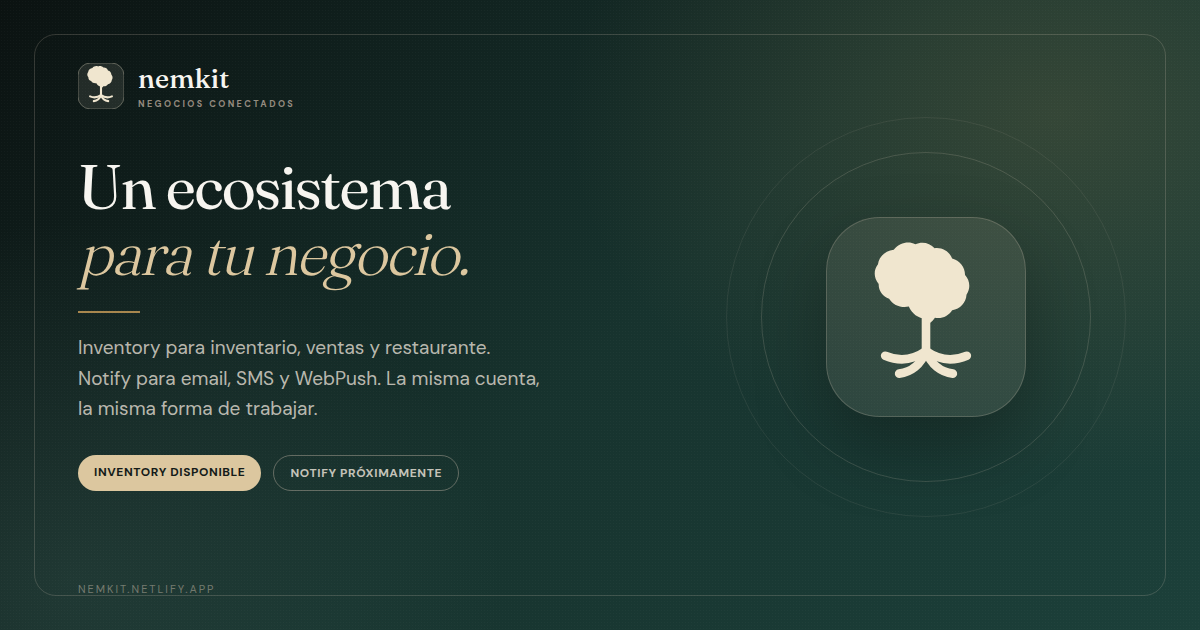 nemkit
NEGOCIOS CONECTADOS
Un ecosistema
para tu negocio.
Inventory para inventario, ventas y restaurante.
Notify para email, SMS y WebPush. La misma cuenta,
la misma forma de trabajar.
INVENTORY DISPONIBLE
NOTIFY PRÓXIMAMENTE
NEMKIT.NETLIFY.APP